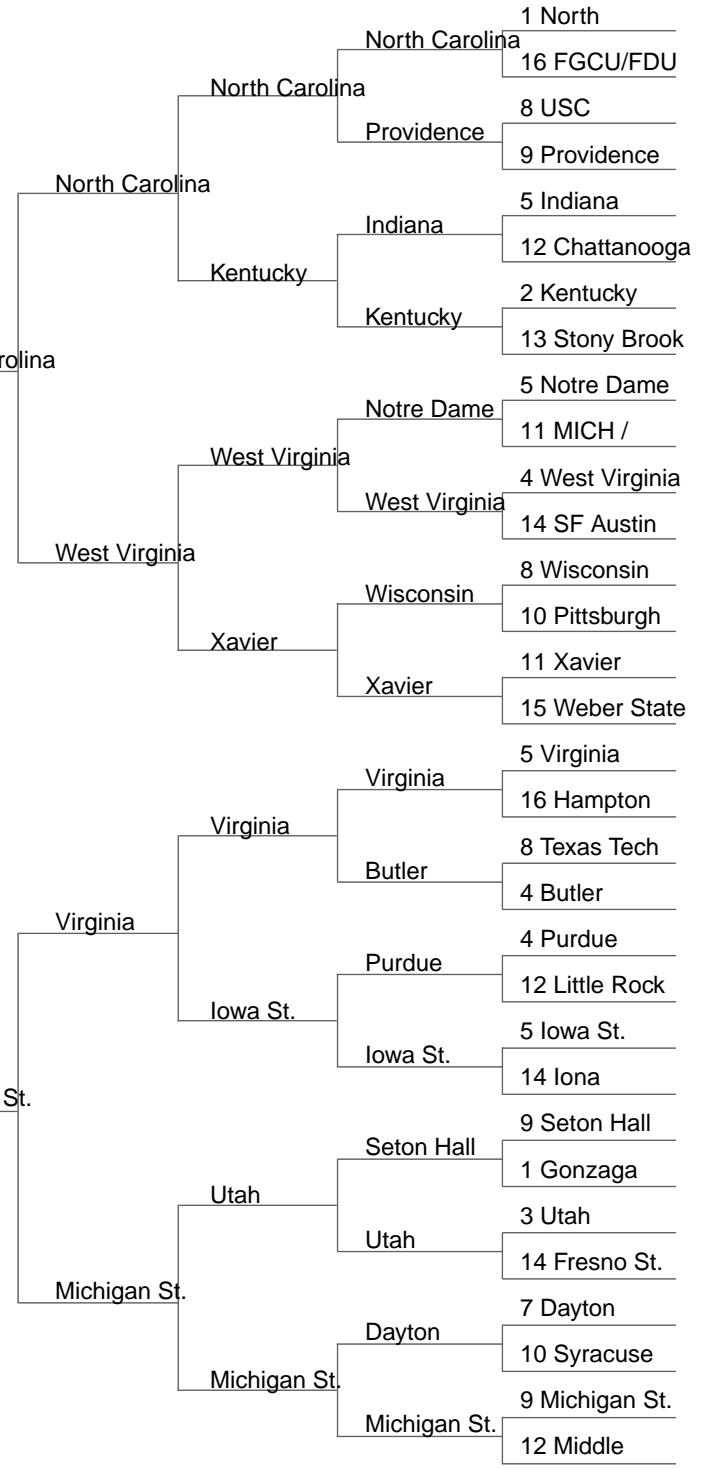 1 North
North Carolina
16 FGCU/FDU
North Carolina
8 USC
Providence
9 Providence
North Carolina
5 Indiana
Indiana
12 Chattanooga
Kentucky
2 Kentucky
Kentucky
13 Stony Brook
rolina
5 Notre Dame
Notre Dame
11 MICH /
West Virginia
4 West Virginia
West Virginia
14 SF Austin
West Virginia
8 Wisconsin
Wisconsin
10 Pittsburgh
Xavier
11 Xavier
Xavier
15 Weber State
5 Virginia
Virginia
16 Hampton
Virginia
8 Texas Tech
Butler
4 Butler
Virginia
4 Purdue
Purdue
12 Little Rock
Iowa St.
5 Iowa St.
Iowa St.
14 Iona
St.
9 Seton Hall
Seton Hall
1 Gonzaga
Utah
3 Utah
Utah
14 Fresno St.
Michigan St.
7 Dayton
Dayton
10 Syracuse
Michigan St.
9 Michigan St.
Michigan St.
12 Middle